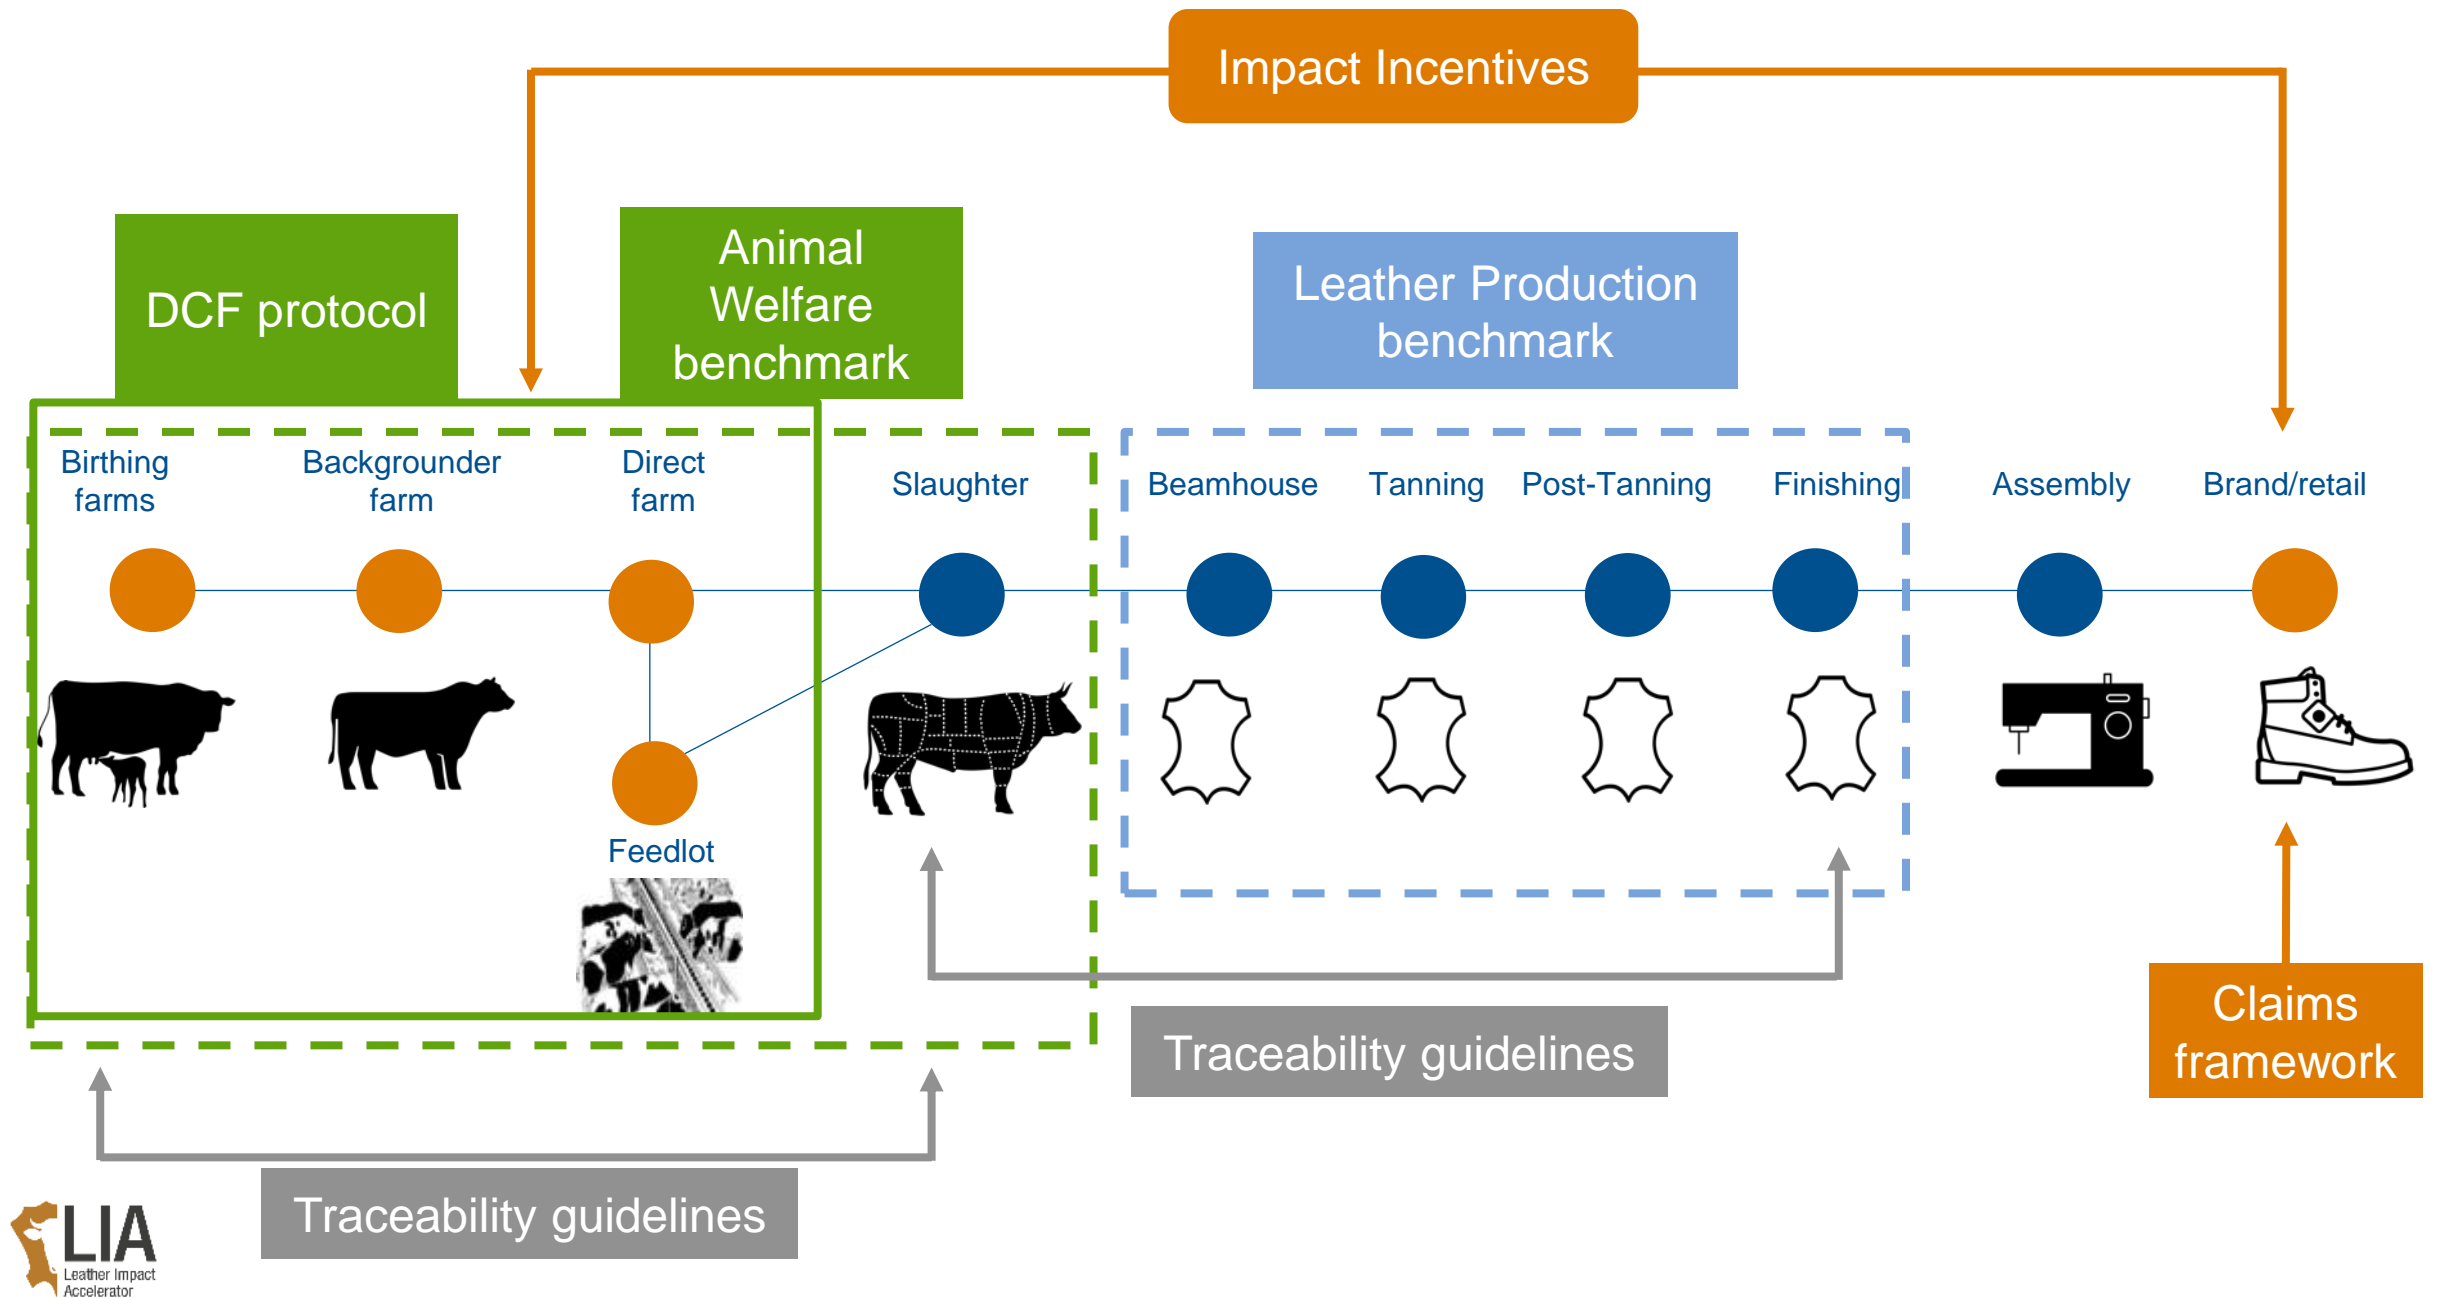 Impact Incentives
DCF protocol
Animal
Welfare
benchmark
Leather Production
benchmark
Birthing
farms
Backgrounder
farm
Direct
farm
Slaughter
Beamhouse
Tanning
Post-Tanning
Finishing
Assembly
Brand/retail
Feedlot
Traceability guidelines
Claims
framework
Traceability guidelines
LIA
Leather Impact
Accelerator